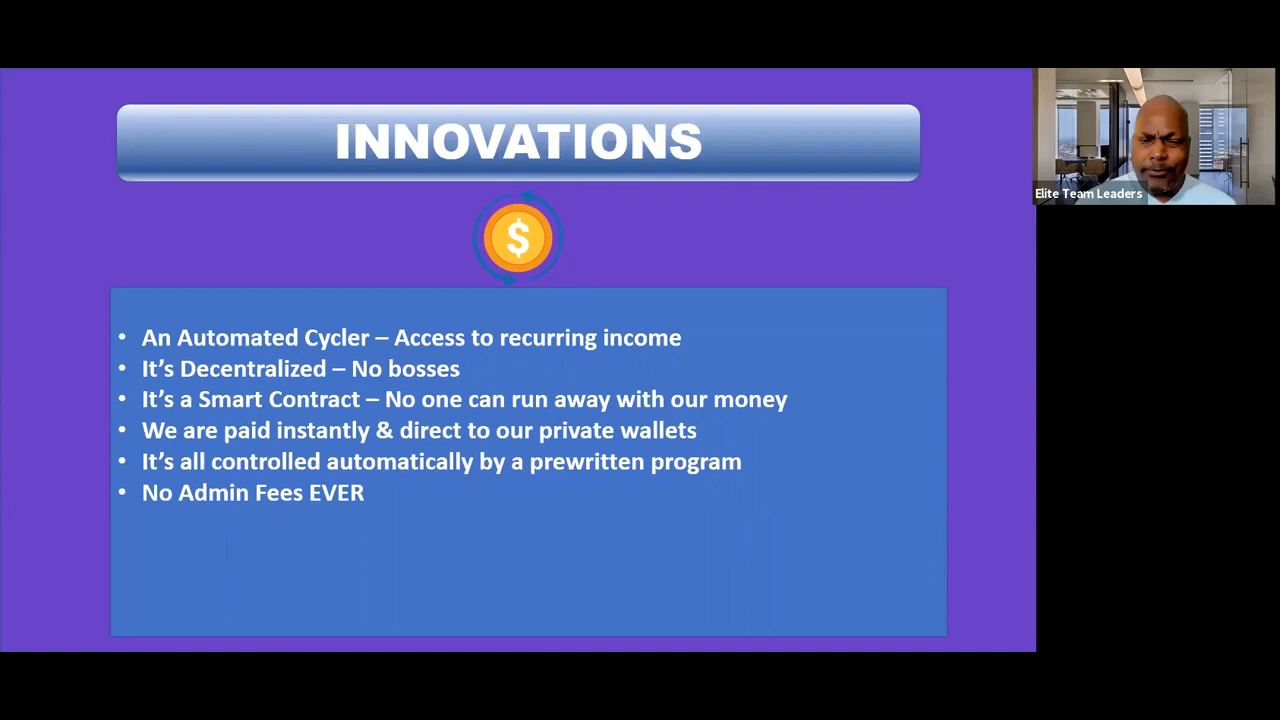 INNOVATIONS
$
• An Automated Cycler – Access to recurring income
• It’s Decentralized – No bosses
• It’s a Smart Contract – No one can run away with our money
• We are paid instantly & direct to our private wallets
• It’s all controlled automatically by a prewritten program
• No Admin Fees EVER
Elite Team Leaders